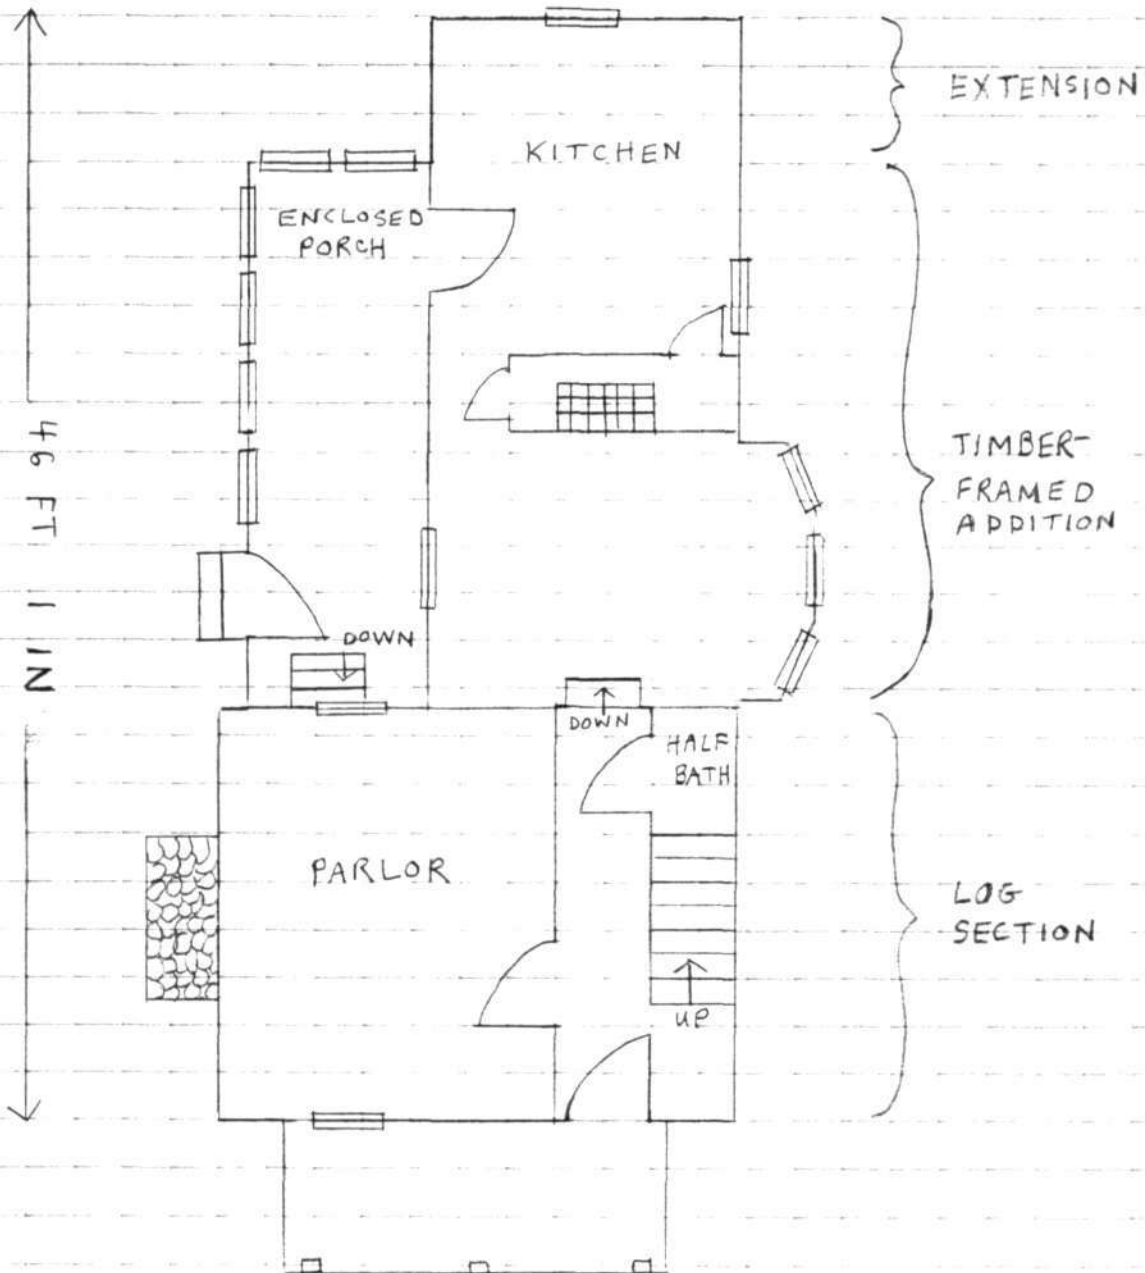 EXTENSION
KITCHEN
ENCLOSED
PORCH
46 FT 1 IN
TIMBER-
FRAMED
ADDITION
DOWN
DOWN
HALF
BATH
PARLOR
LOG
SECTION
UP